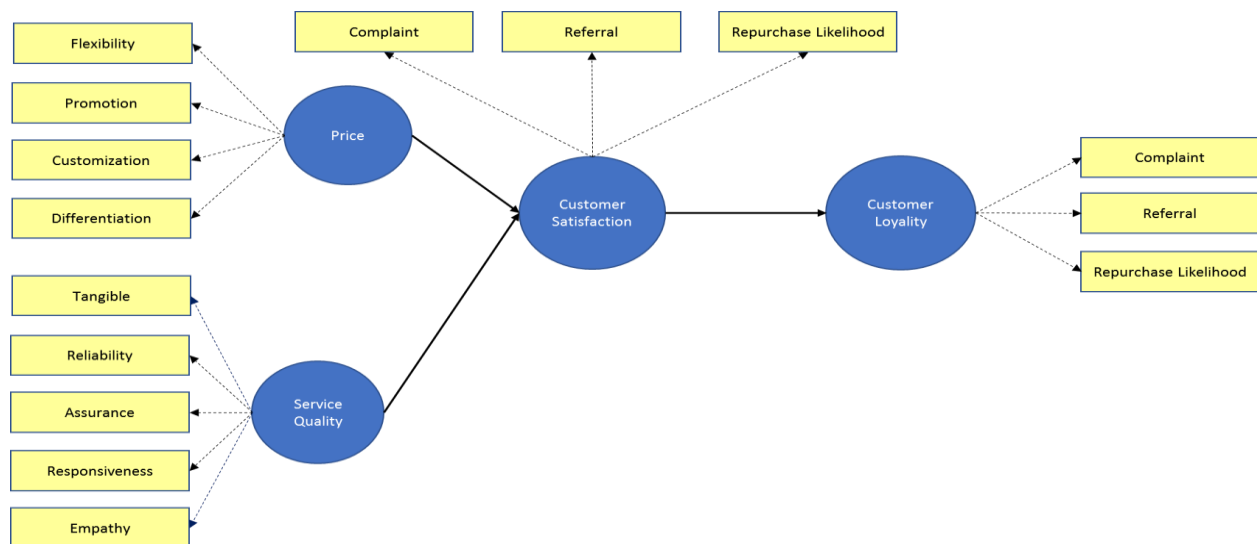 Flexibility
Promotion
Customization
Differentiation
Tangible
Reliability
Assurance
Responsiveness
Empathy
Price
Service
Quality
Complaint
Referral
Repurchase Likelihood
Customer
Satisfaction
Customer
Loyality
Complaint
Referral
Repurchase Likelihood